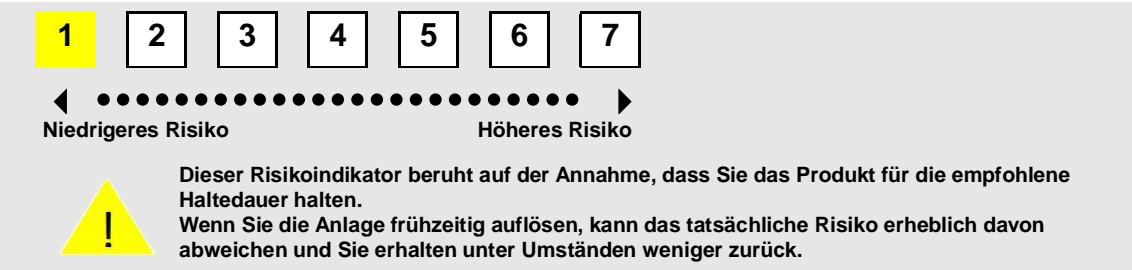 1 2 3 4 5 6 7
Niedrigeres Risiko Höheres Risiko
Dieser Risikoindikator beruht auf der Annahme, dass Sie das Produkt für die empfohlene
Haltedauer halten.
!
Wenn Sie die Anlage frühzeitig auflösen, kann das tatsächliche Risiko erheblich davon
abweichen und Sie erhalten unter Umständen weniger zurück.